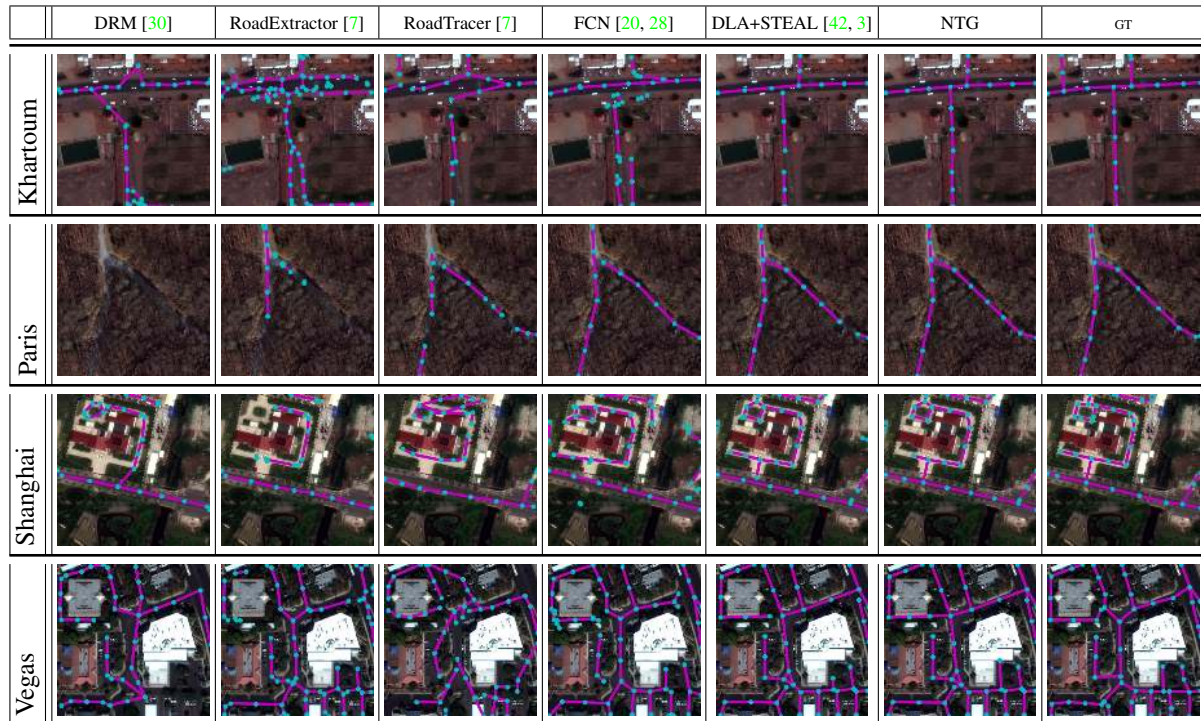 DRM [30] RoadExtractor [7] RoadTracer [7] FCN [20, 28] DLA+STEAL [42, 3] NTG GT
Khartoum
Paris
Shanghai
Vegas